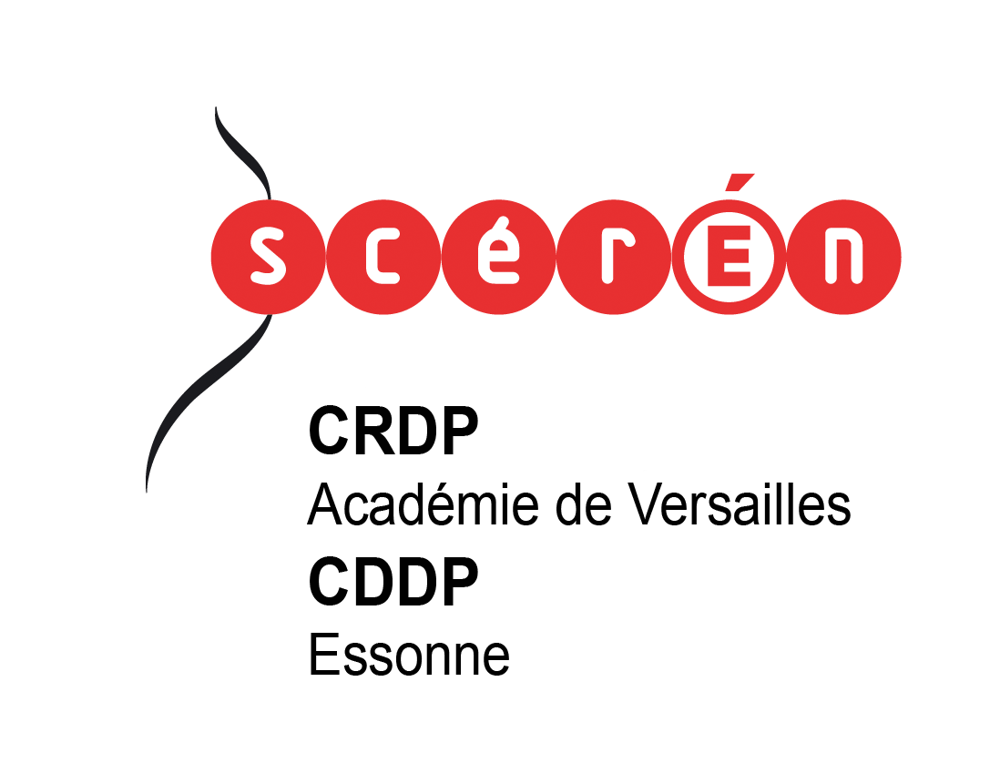 scérÉn
CRDP
Académie de Versailles
CDDP
Essonne